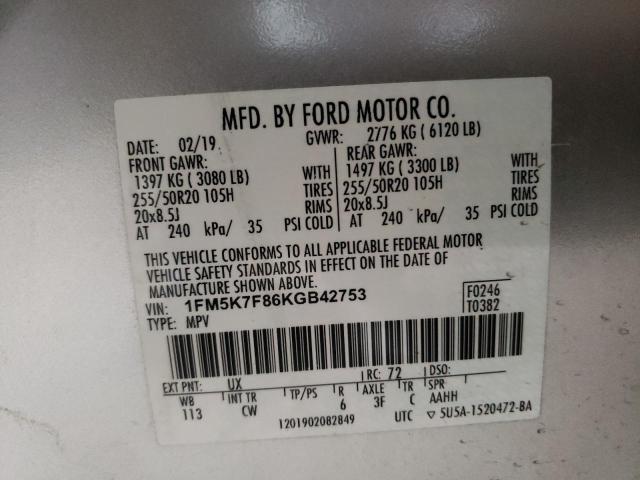 MFD. BY FORD MOTOR CO.
DATE: 02/19 GVWR: 2776 KG ( 6120 LB)
FRONT GAWR: REAR GAWR:
1397 KG ( 3080 LB) WITH 1497 KG ( 3300 LB) WITH
255/50R20 105H TIRES 255/50R20 105H TIRES
20x8.5J RIMS 20x8.5J RIMS
AT 240 kPa/ 35 PSI COLD AT 240 kPa/ 35 PSI COLD
THIS VEHICLE CONFORMS TO ALL APPLICABLE FEDERAL MOTOR
VEHICLE SAFETY STANDARDS IN EFFECT ON THE DATE OF
MANUFACTURE SHOWN ABOVE.
VIN: 1FM5K7F86KGB42753 F0246
TYPE: MPV T0382
EXT PNT: UX RC: 72 DSO:
WB INT TR TP/PS R AXLE TR SPR
113 CW 6 3F C AAHH
1201902082849 UTC ▽ 5U5A-1520472-BA